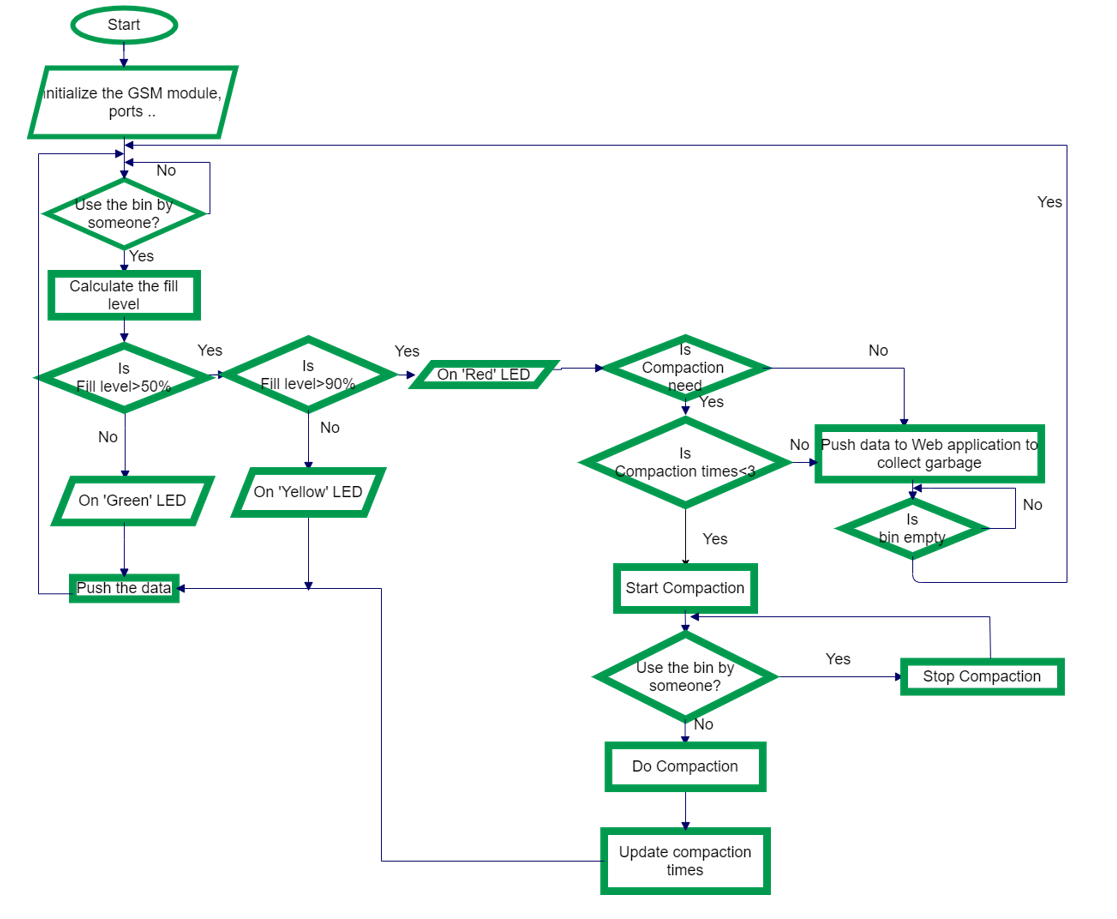 Start
initialize the GSM module,
ports ..
No
Yes
Use the bin by
someone?
Yes
Calculate the fill
level
Is
Fill level>50%
Yes
Is
Fill level>90%
Yes
On 'Red' LED
Is
Compaction
need
No
Yes
No
No
Is
Compaction times<3
No
Push data to Web application to
collect garbage
On 'Green' LED
On 'Yellow' LED
Is
bin empty
No
Yes
Push the data
Start Compaction
Use the bin by
someone?
Yes
Stop Compaction
No
Do Compaction
Update compaction
times